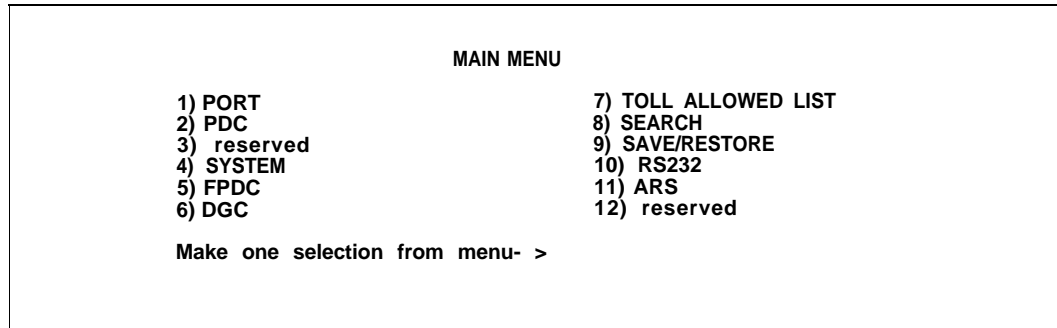 MAIN MENU
1) PORT
2) PDC
3) reserved
4) SYSTEM
5) FPDC
6) DGC
7) TOLL ALLOWED LIST
8) SEARCH
9) SAVE/RESTORE
10) RS232
11) ARS
12) reserved
Make one selection from menu- >